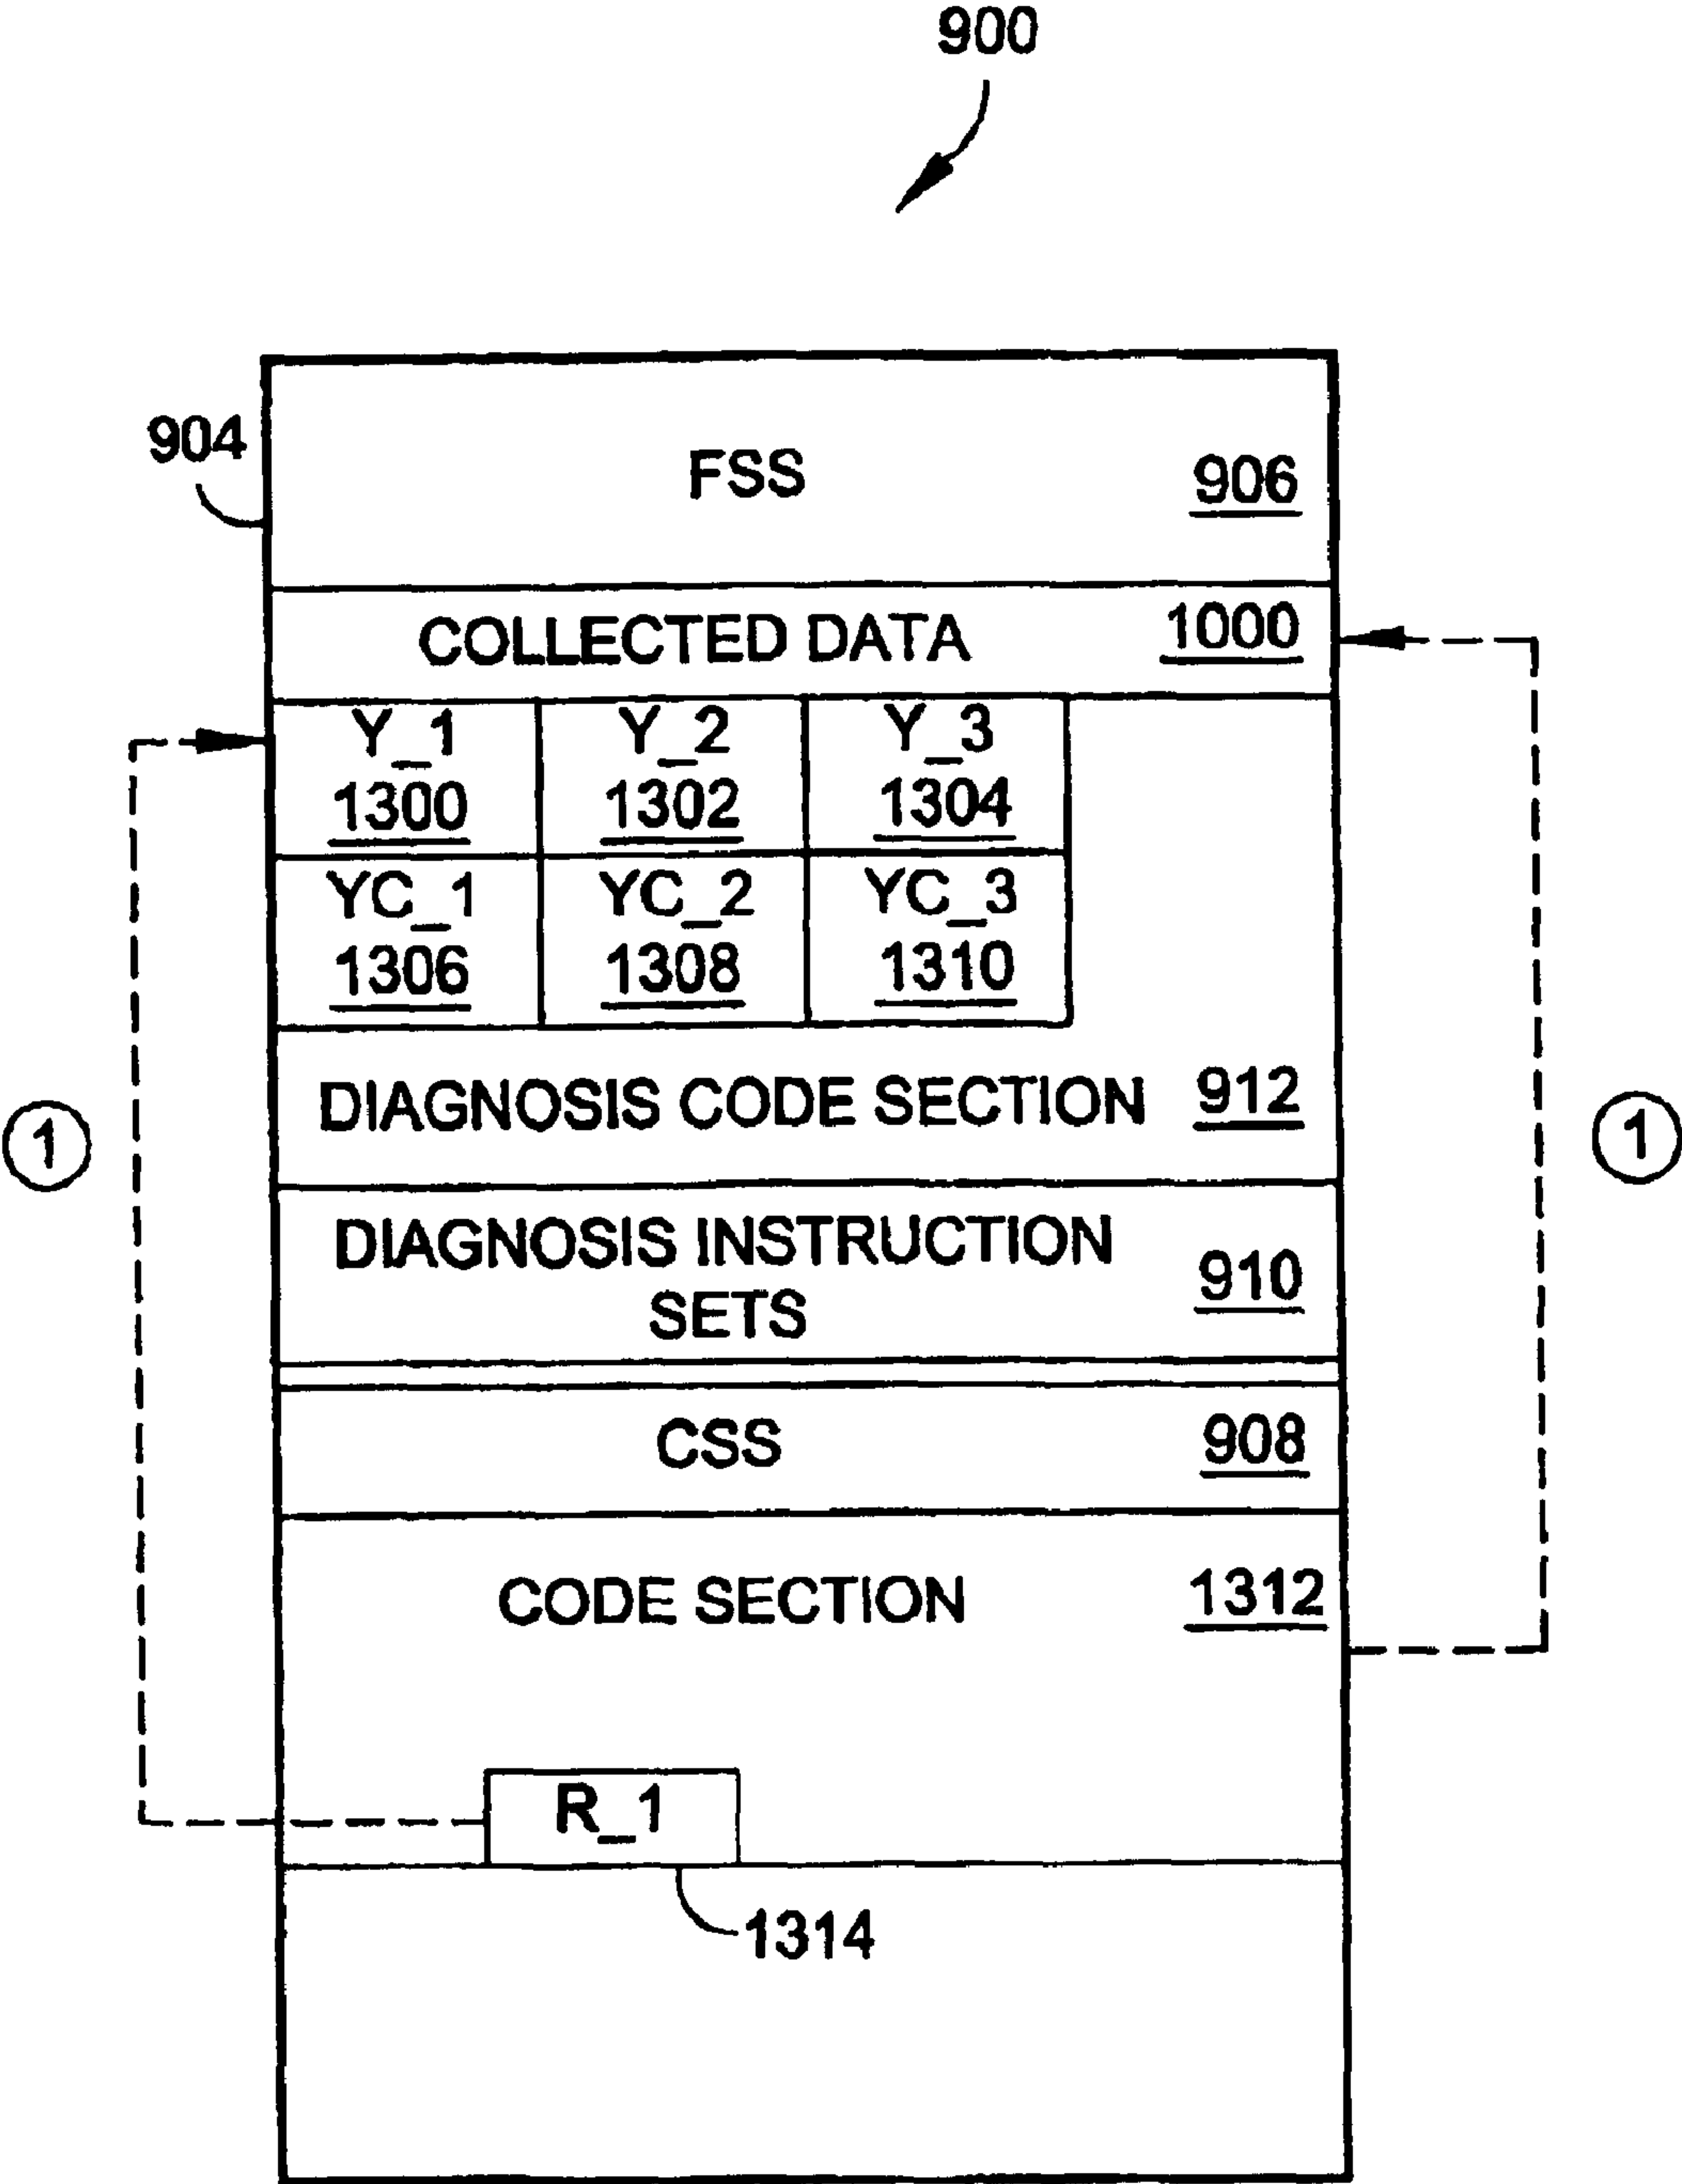 900
904
FSS 906
COLLECTED DATA 1000
Y_1 Y_2 Y_3
1300 1302 1304
YC_1 YC_2 YC_3
1306 1308 1310
DIAGNOSIS CODE SECTION 912
1 1
DIAGNOSIS INSTRUCTION
SETS 910
CSS 908
CODE SECTION 1312
R_1
1314